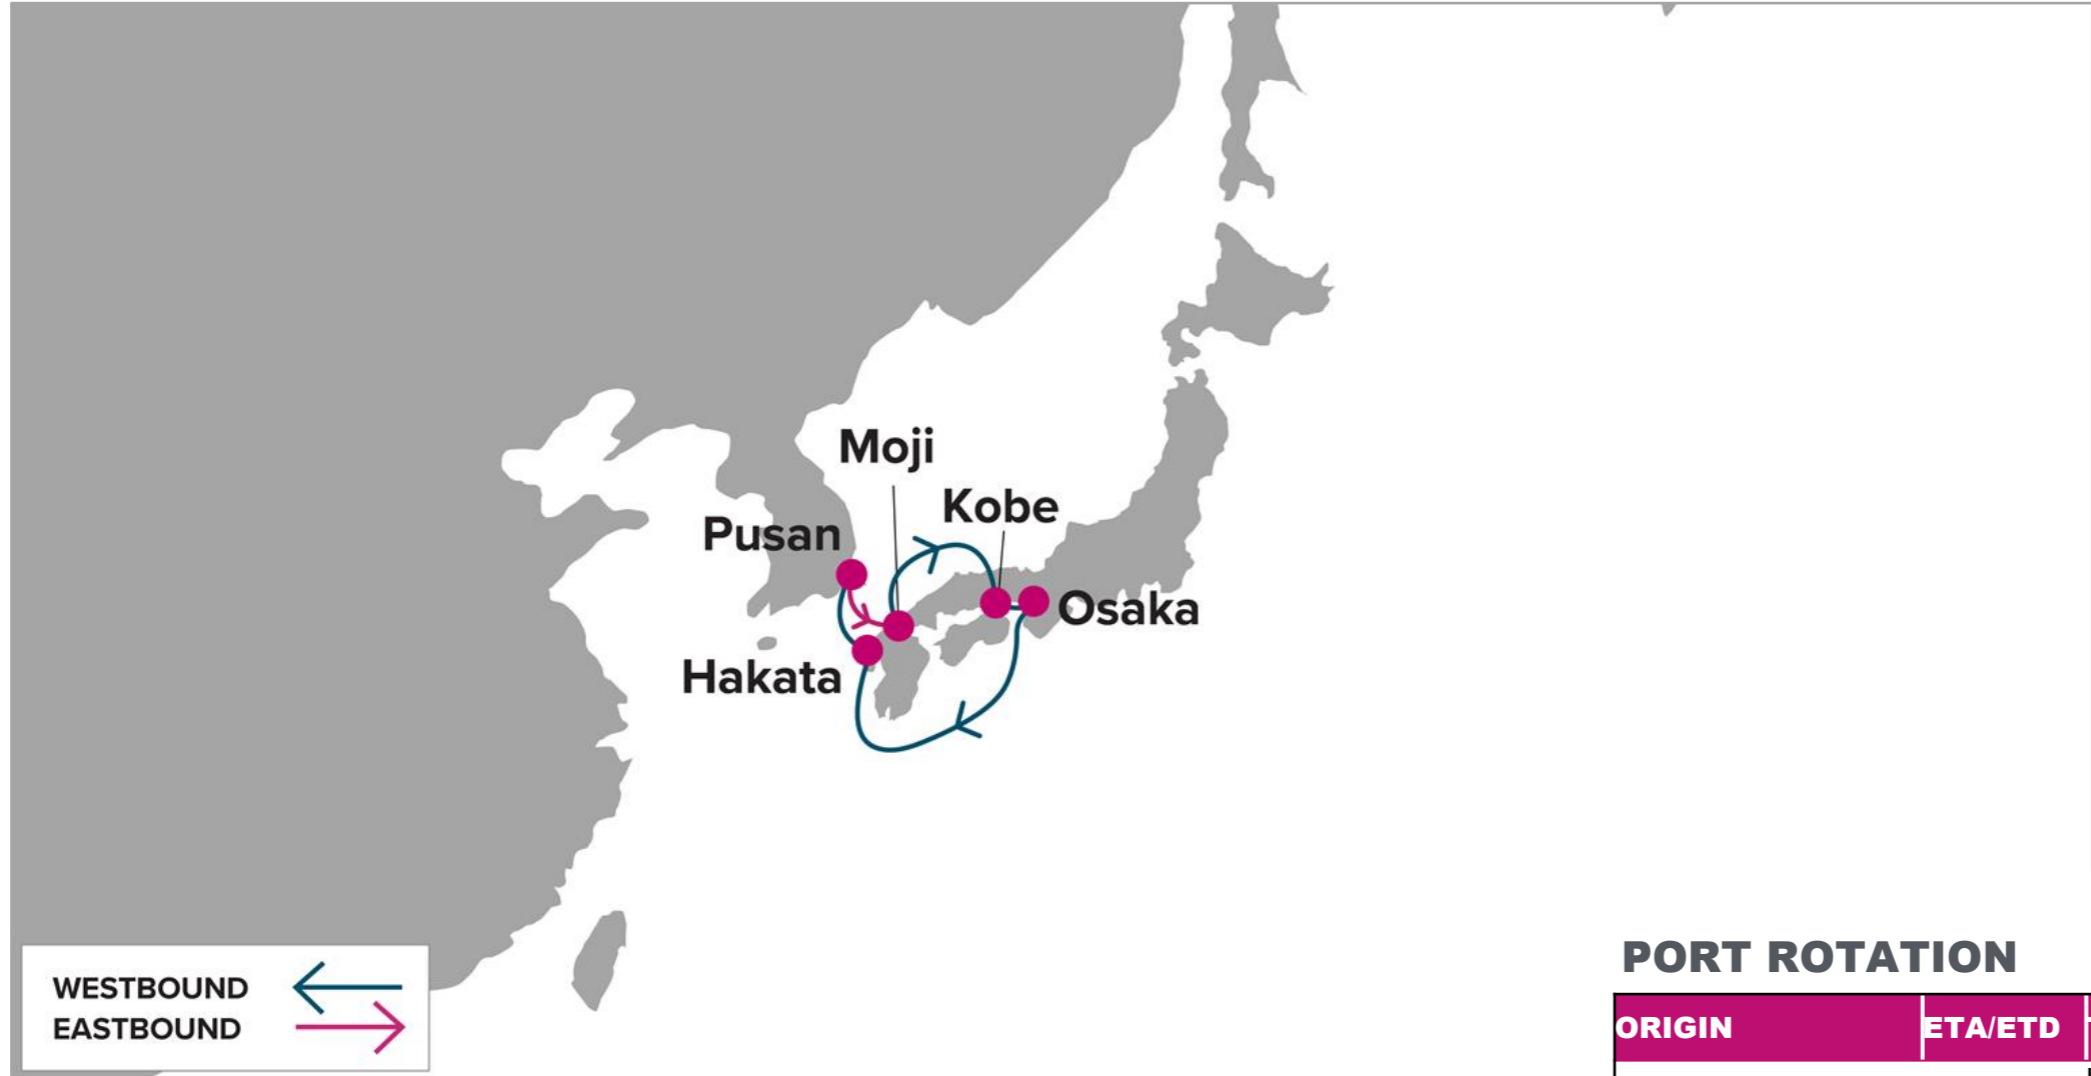 Moji
Kobe
Pusan
Osaka
Hakata
WESTBOUND
EASTBOUND
PORT ROTATION
ORIGIN ETA/ETD